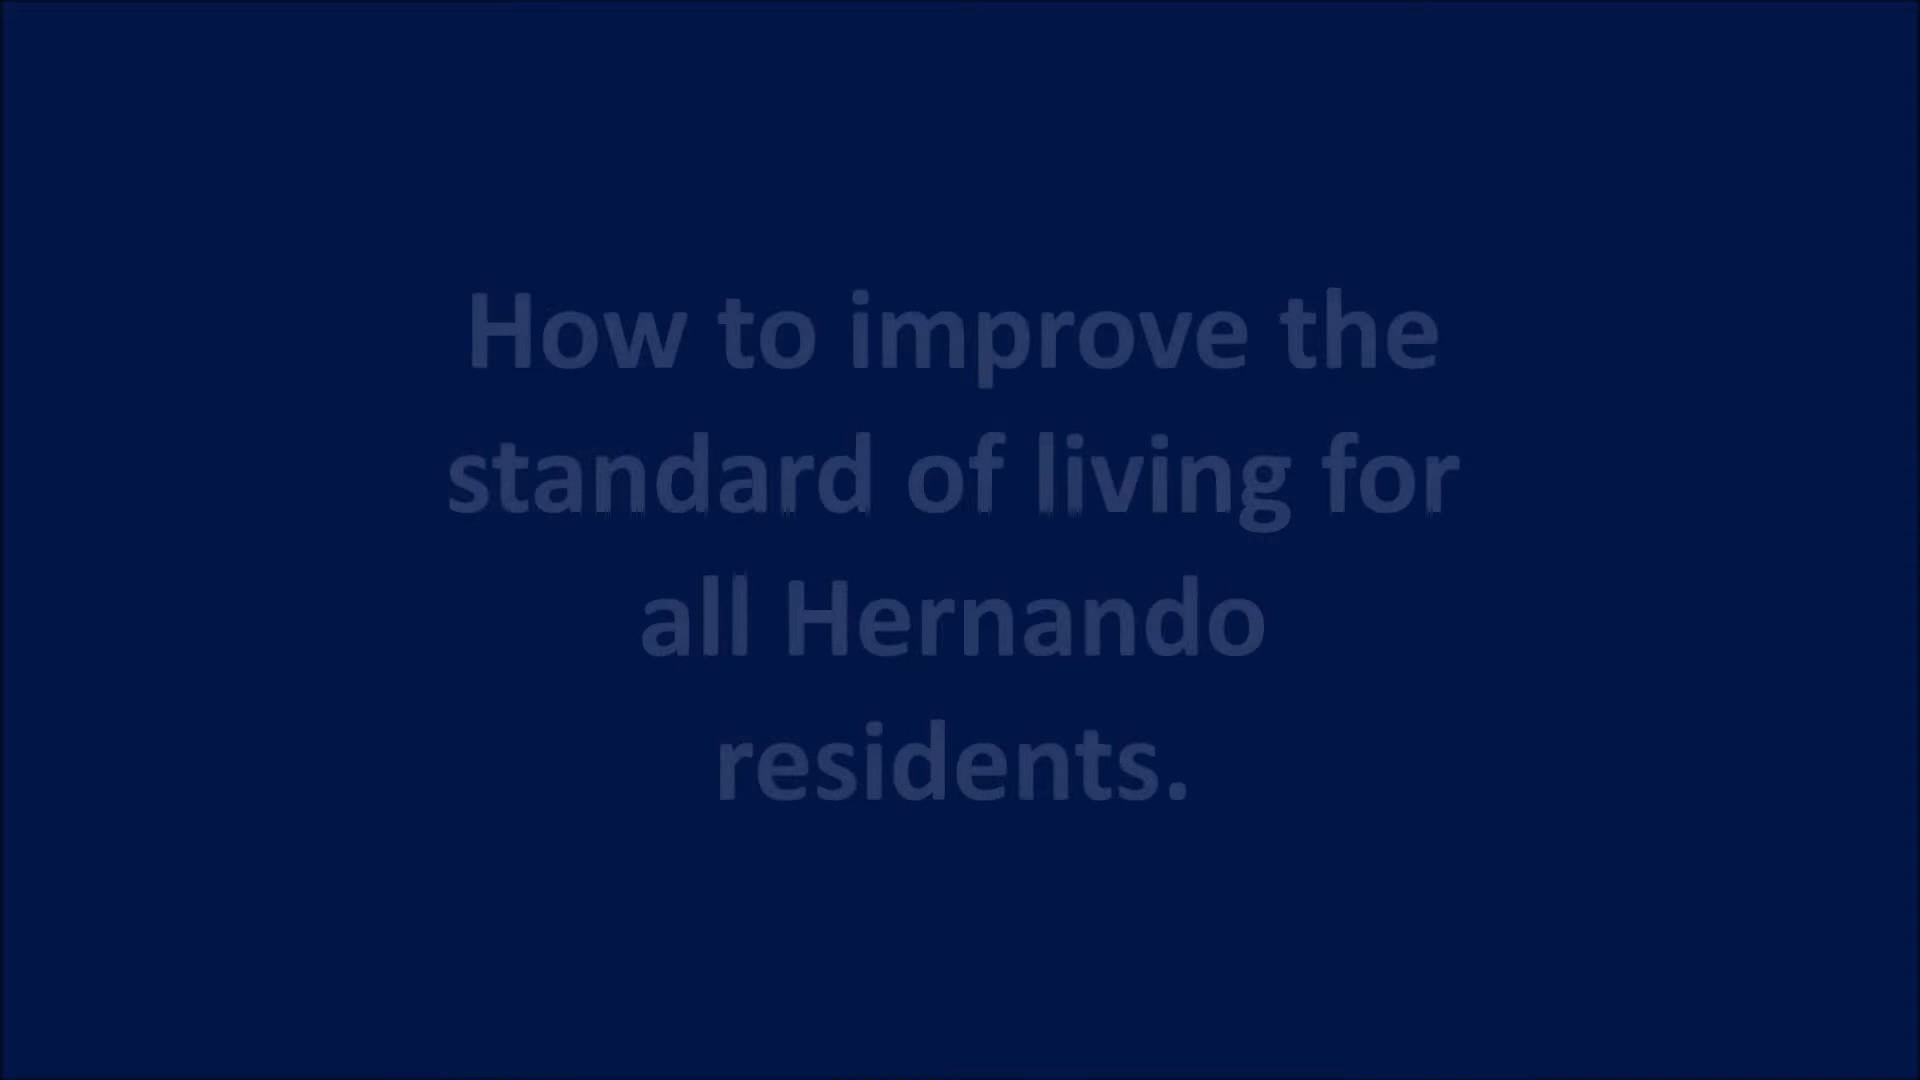 How to improve the
standard of living for
all Hernando
residents.